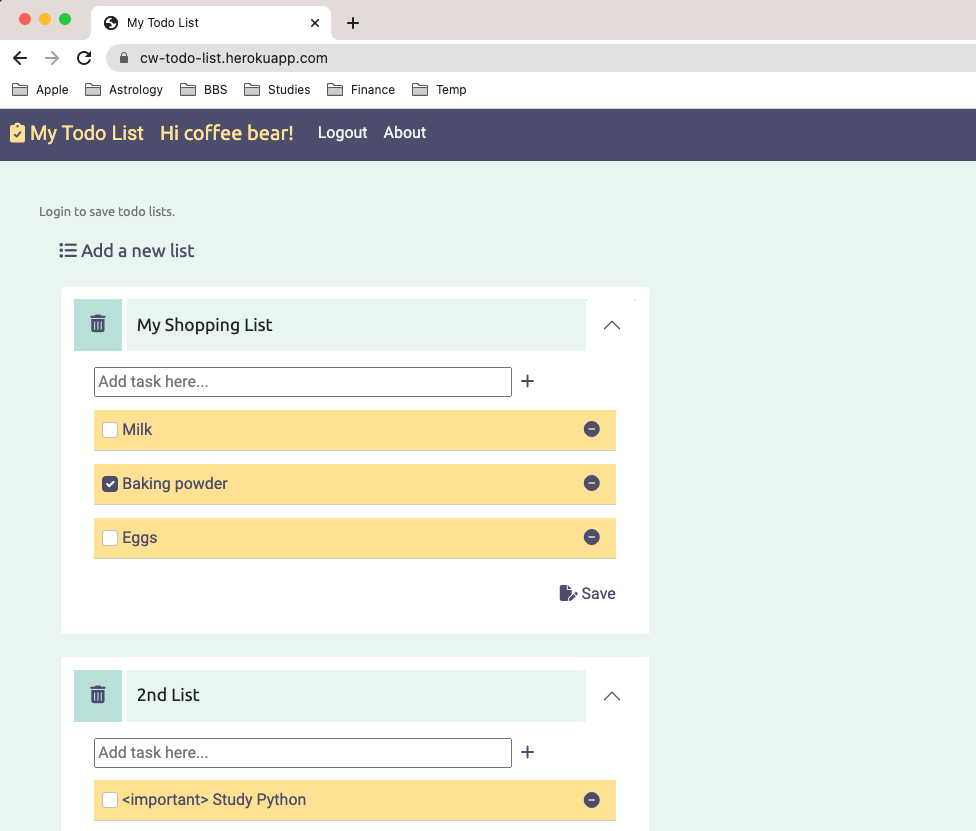 My Todo List
cw-todo-list.herokuapp.com
Apple Astrology BBS Studies Finance Temp
My Todo List Hi coffee bear! Logout About
Login to save todo lists.
Add a new list
My Shopping List
Add task here...
Milk
Baking powder
Eggs
Save
2nd List
Add task here...
<important> Study Python